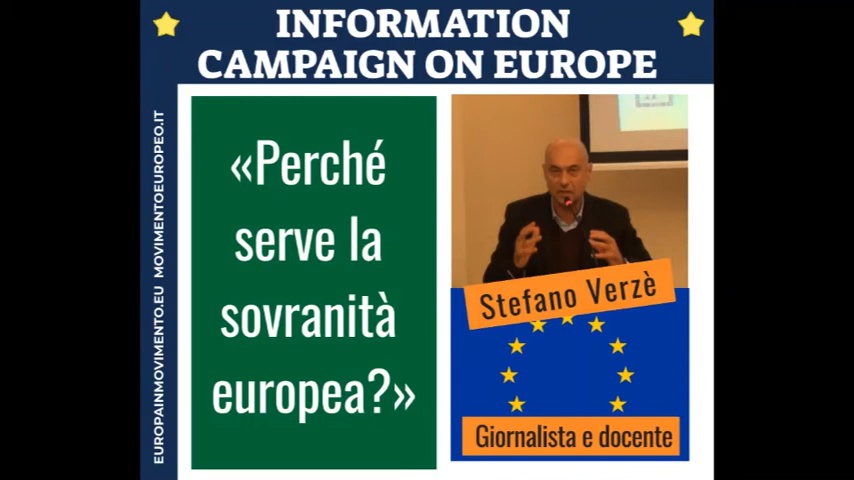 INFORMATION
CAMPAIGN ON EUROPE
EUROPAINMOVIMENTO.EU MOVIMENTOEUROPEO.IT
«Perché
serve la
sovranità
europea?»
Stefano Verzè
Giornalista e docente